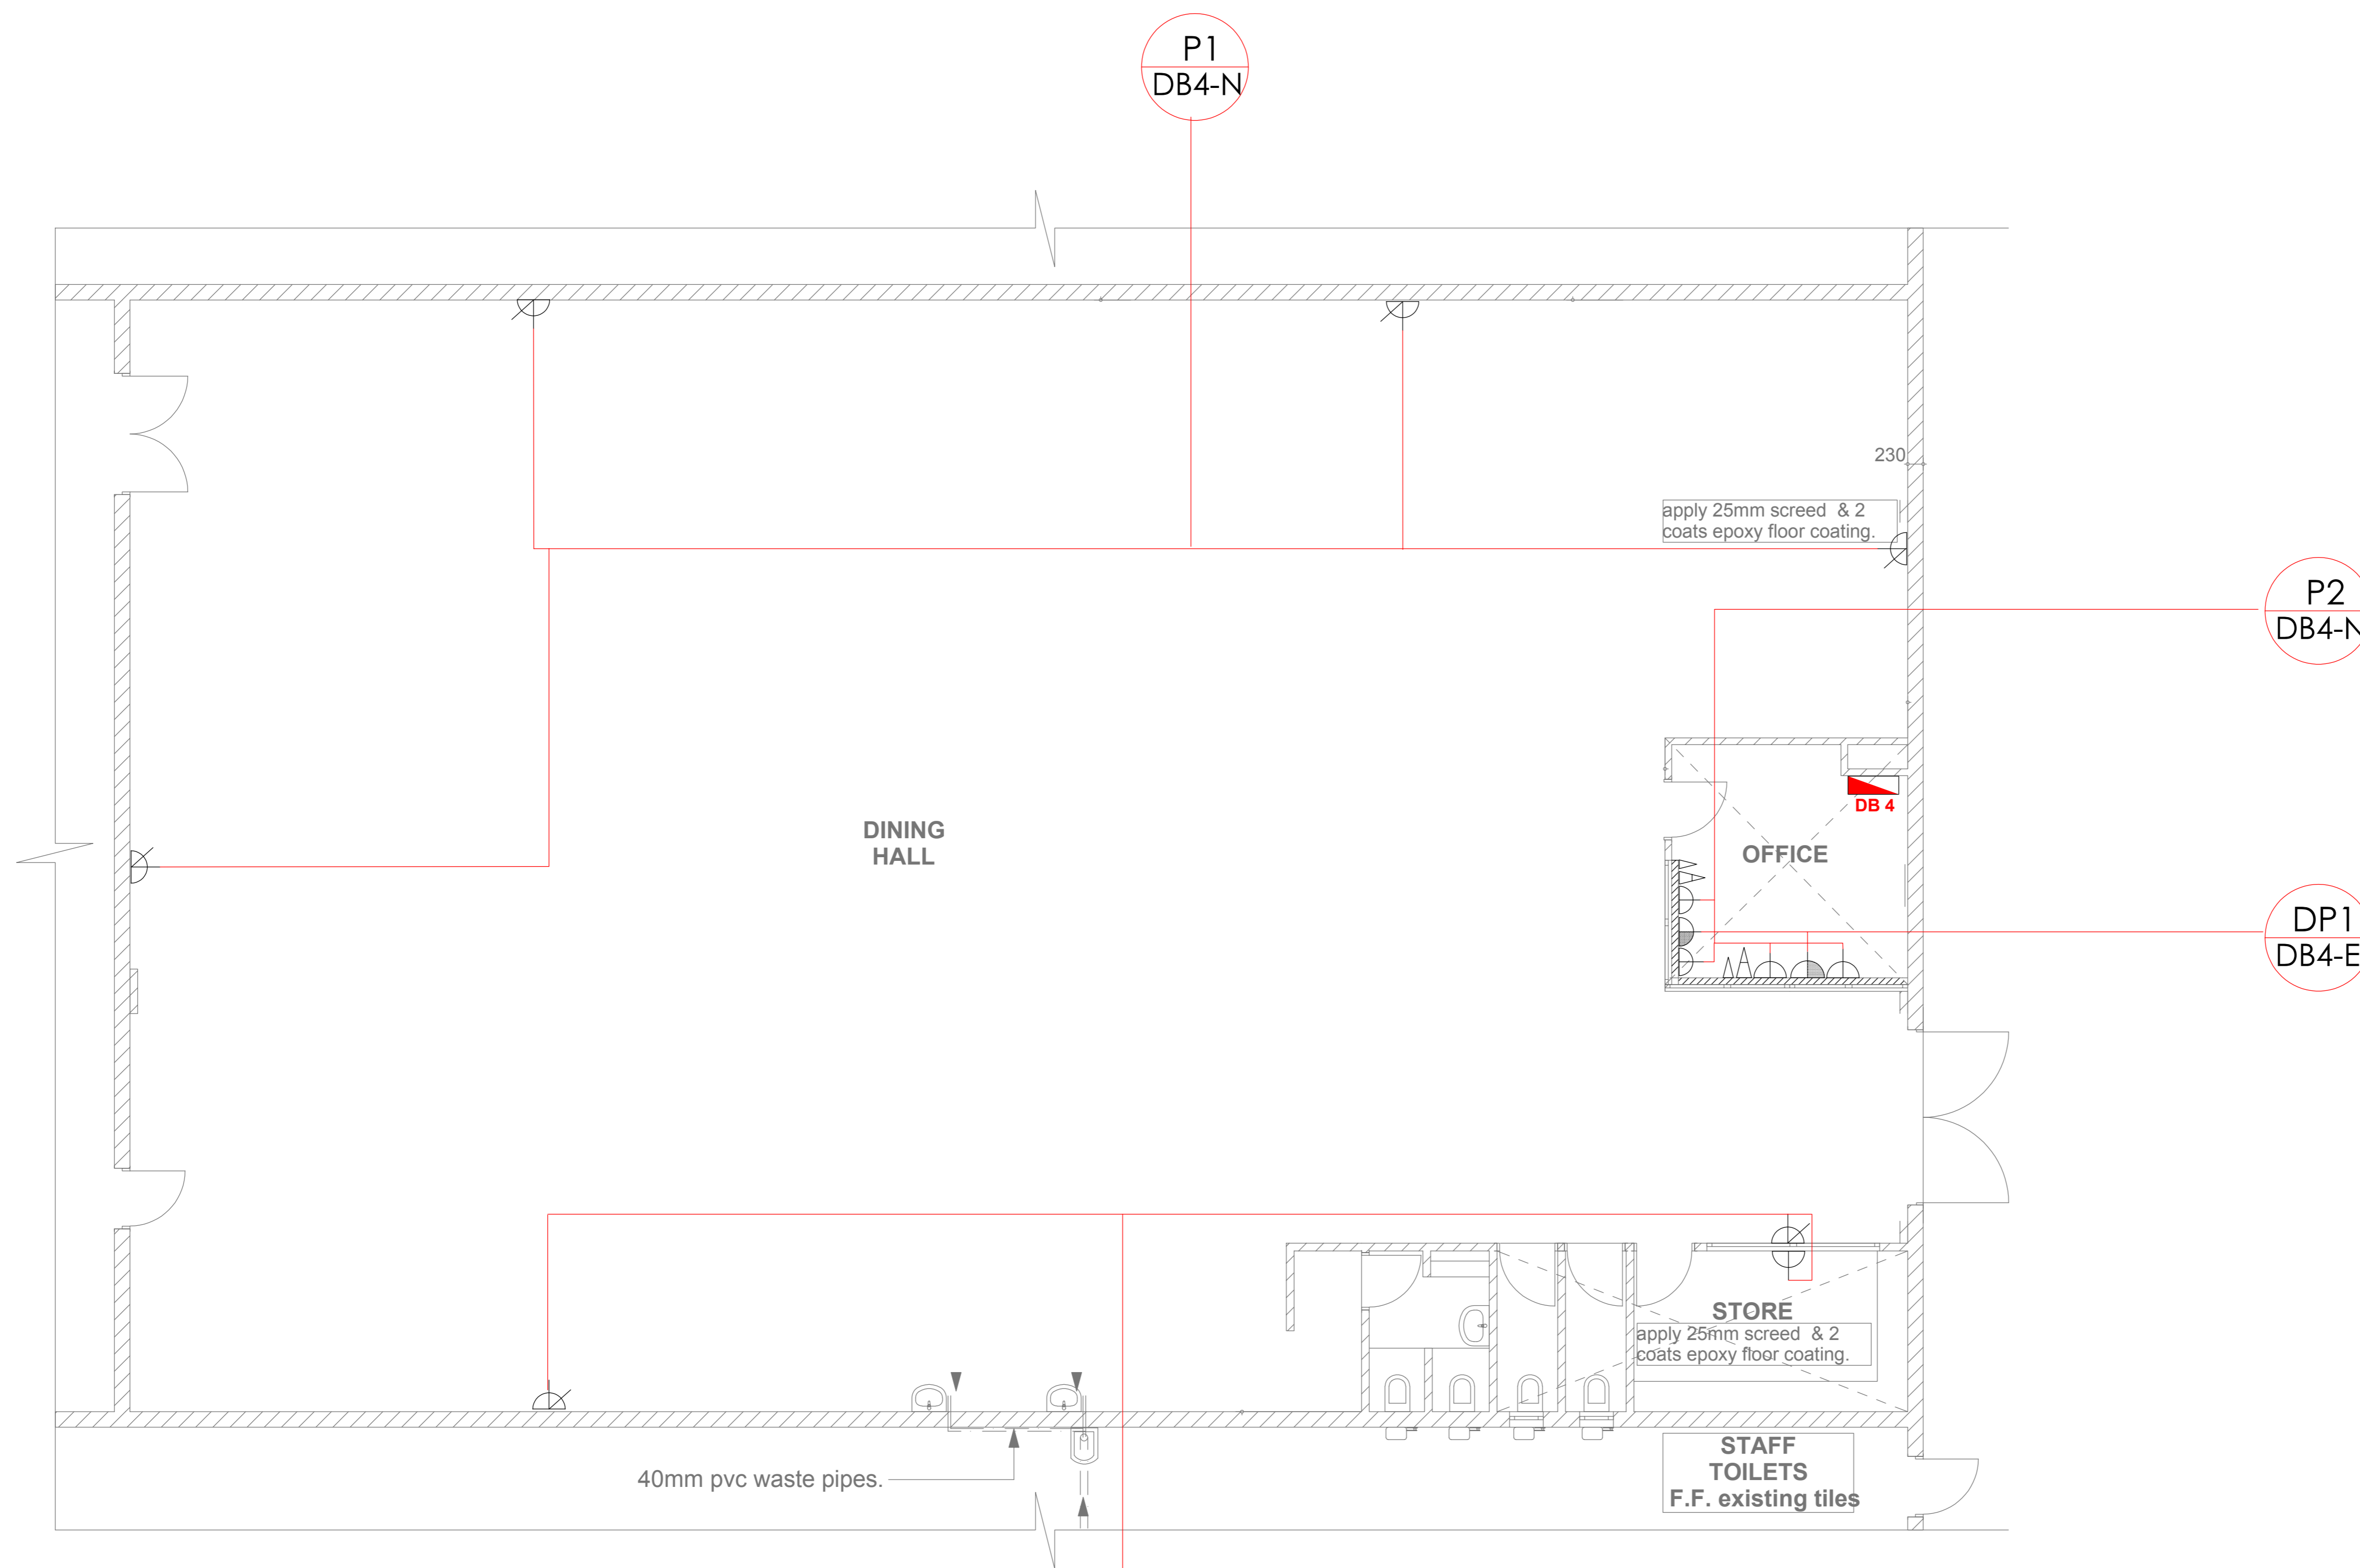 P1
DB4-N
230
apply 25mm screed & 2
coats epoxy floor coating.
P2
DB4-N
DB 4
DINING
HALL
OFFICE
DP1
DB4-E
STORE
apply 25mm screed & 2
coats epoxy floor coating.
STAFF
TOILETS
F.F. existing tiles
40mm pvc waste pipes.